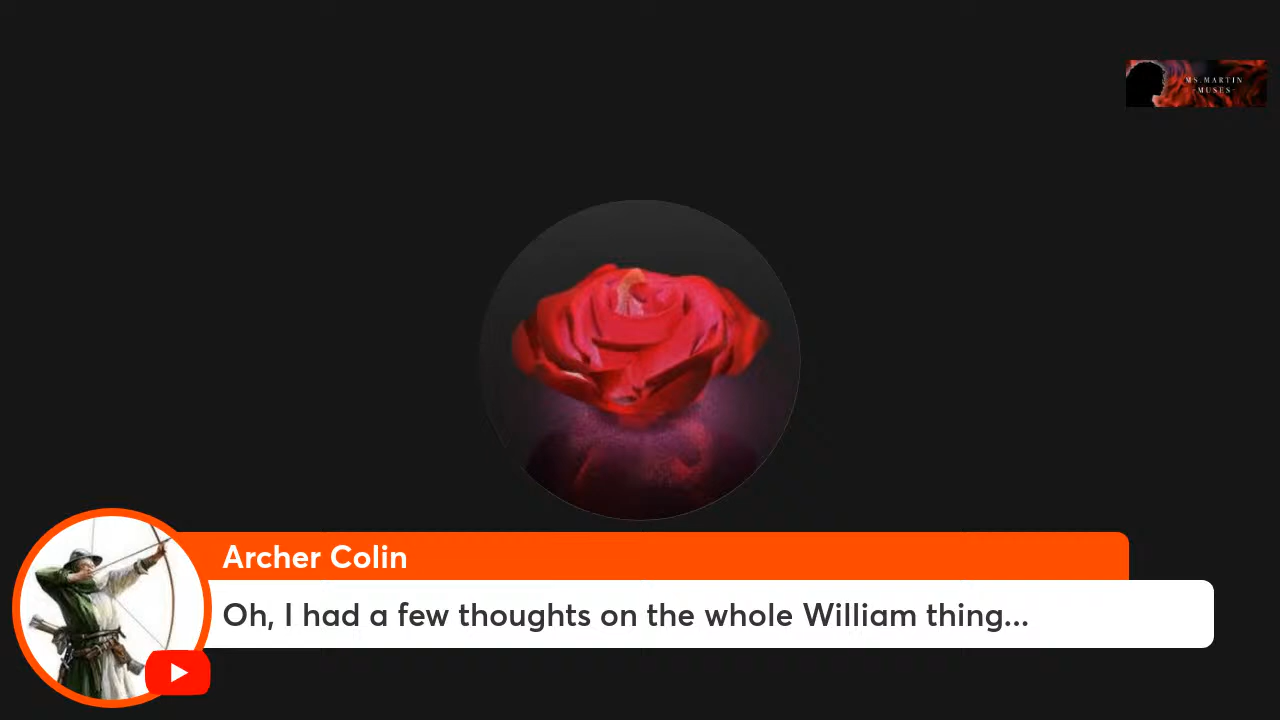 MS.MARTIN
-MUSES-
Archer Colin
Oh, I had a few thoughts on the whole William thing...